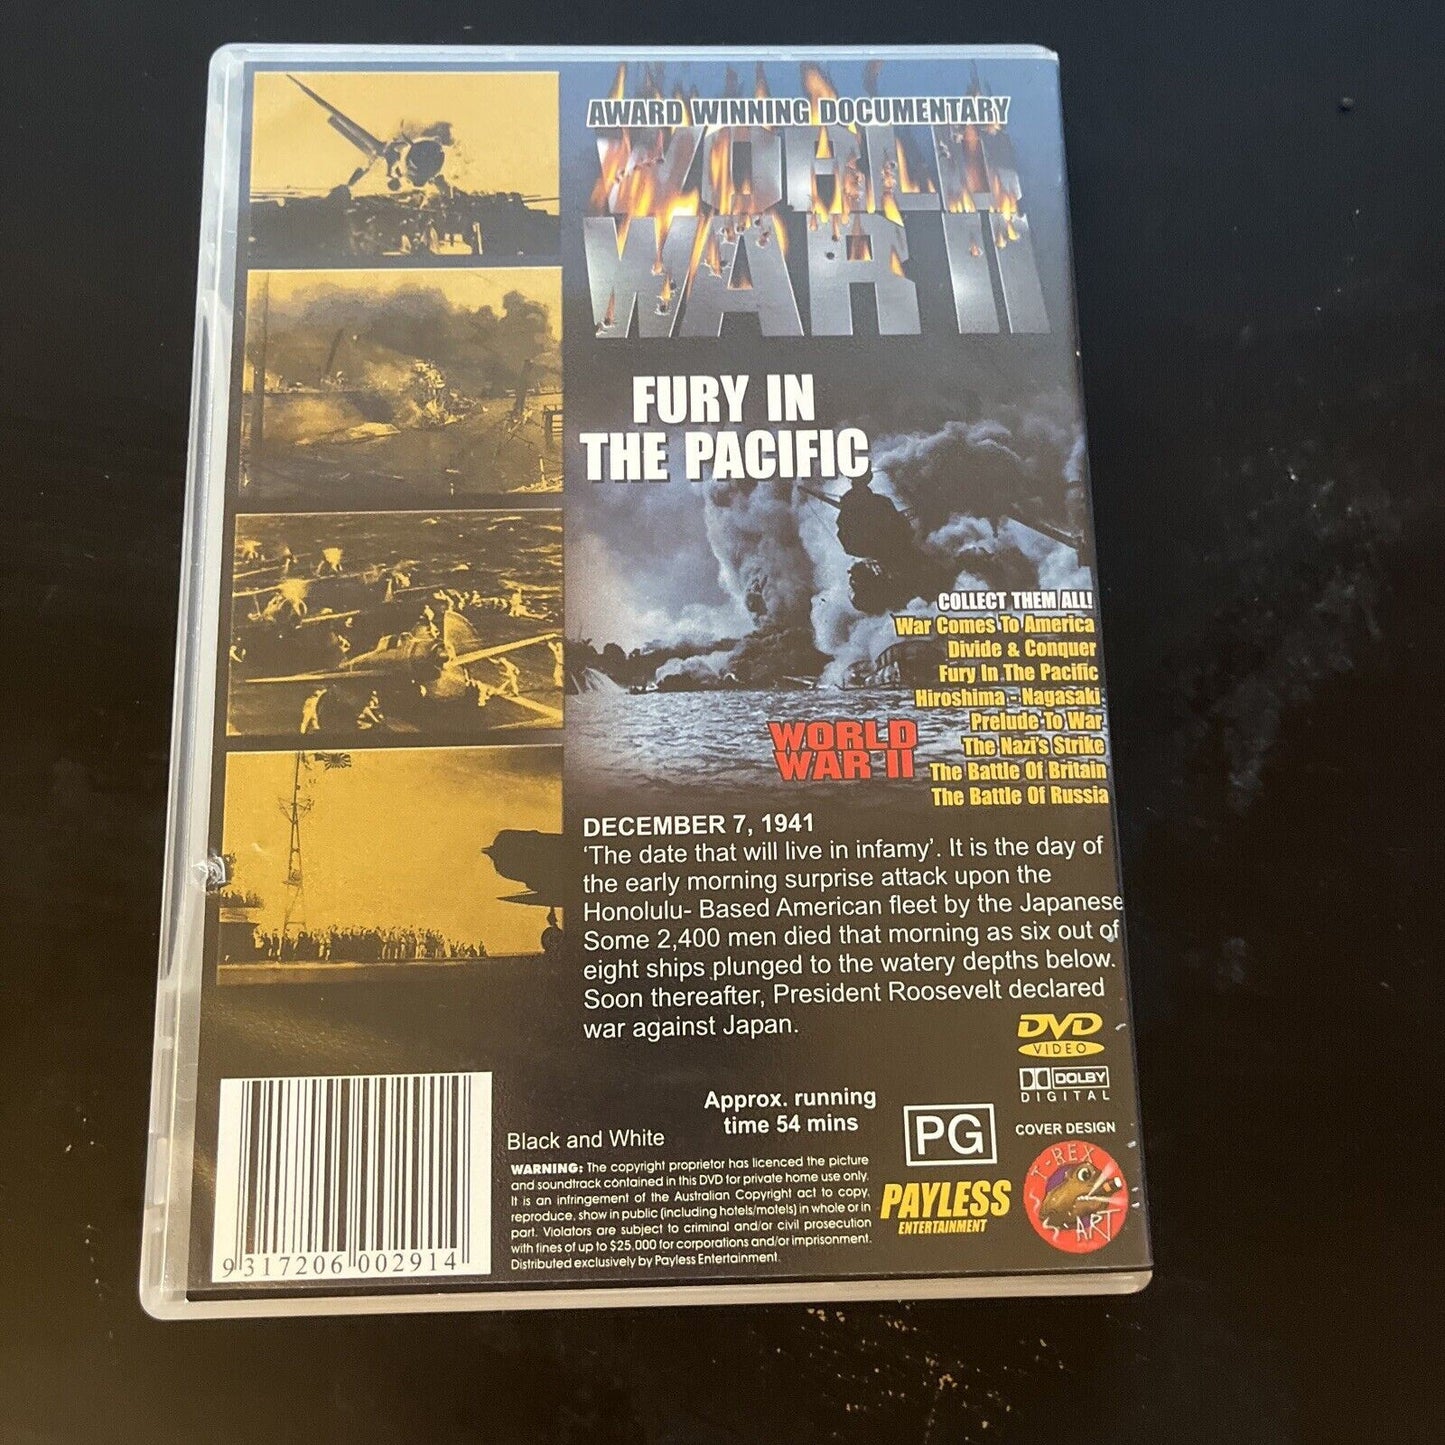 AWARD WINNING DOCUMENTARY
WORLD
WAR II
FURY IN
THE PACIFIC
COLLECT THEM ALL!
War Comes To America
Divide & Conquer
Fury In The Pacific
Hiroshima - Nagasaki
Prelude To War
The Nazi's Strike
The Battle Of Britain
The Battle Of Russia
WORLD
WAR II
DECEMBER 7, 1941
‘The date that will live in infamy’. It is the day of
the early morning surprise attack upon the
Honolulu- Based American fleet by the Japanese
Some 2,400 men died that morning as six out of
eight ships plunged to the watery depths below.
Soon thereafter, President Roosevelt declared
war against Japan.
DVD
VIDEO
DOLBY
DIGITAL
Approx. running
time 54 mins
Black and White
PG
COVER DESIGN
T-REX
ART
WARNING: The copyright proprietor has licenced the picture
and soundtrack contained in this DVD for private home use only.
It is an infringement of the Australian Copyright act to copy,
reproduce, show in public (including hotels/motels) in whole or in
part. Violators are subject to criminal and/or civil prosecution
with fines of up to $25,000 for corporations and/or imprisonment.
Distributed exclusively by Payless Entertainment.
PAYLESS
ENTERTAINMENT
9 317206 002914